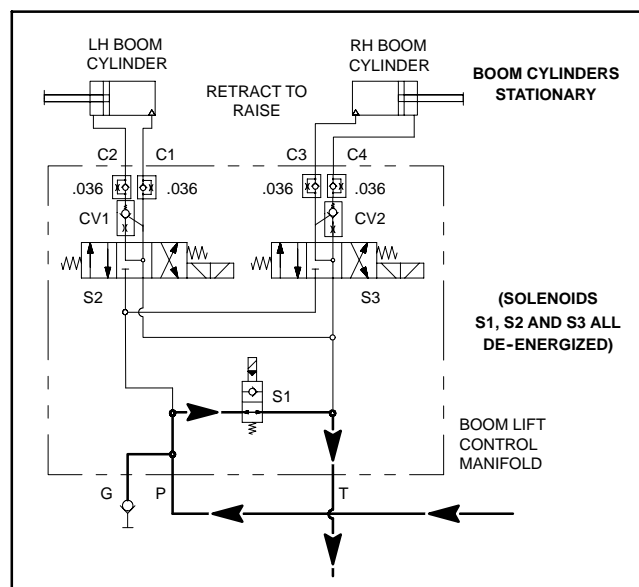 LH BOOM
CYLINDER
RH BOOM
CYLINDER
BOOM CYLINDERS
STATIONARY
RETRACT TO
RAISE
C2
C1
C3
C4
.036
.036
.036
.036
CV1
CV2
S2
S3
(SOLENOIDS
S1, S2 AND S3 ALL
DE-ENERGIZED)
S1
BOOM LIFT
CONTROL
MANIFOLD
G
P
T